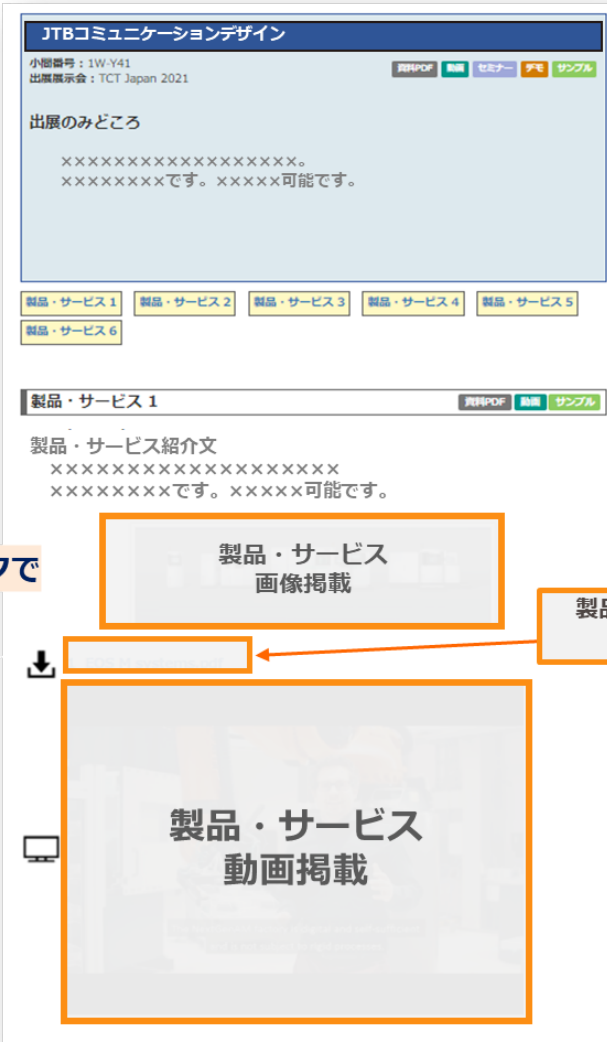 JTBコミュニケーションデザイン
小間番号：1W-Y41
出展展示会：TCT Japan 2021
資料PDF 動画 セミナー デモ サンプル
出展のみどころ
××××××××××××××××××。
××××××××です。×××××可能です。
製品・サービス 1 製品・サービス 2 製品・サービス 3 製品・サービス 4 製品・サービス 5
製品・サービス 6
製品・サービス 1
資料PDF 動画 サンプル
製品・サービス紹介文
×××××××××××××××××××
××××××××です。×××××可能です。
製品・サービス
画像掲載
クで
製品
製品・サービス
動画掲載